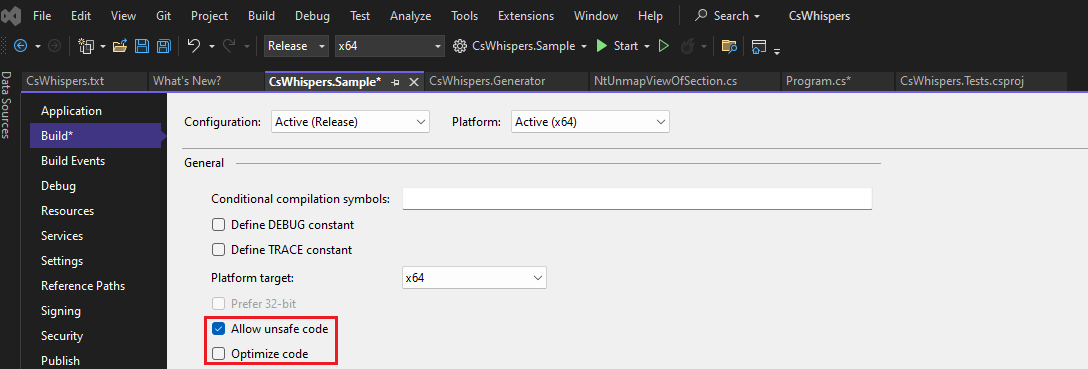 File Edit View Git Project Build Debug Test Analyze Tools Extensions Window Help Search CsWhispers
Release x64 CsWhispers.Sample Start
CsWhispers.txt What's New? CsWhispers.Sample* CsWhispers.Generator NtUnmapViewOfSection.cs Program.cs* CsWhispers.Tests.csproj
Data Sources
Application
Configuration: Active (Release) Platform: Active (x64)
Build*
Build Events
General
Debug
Conditional compilation symbols:
Resources
Define DEBUG constant
Services
Define TRACE constant
Settings
Platform target: x64
Reference Paths
Prefer 32-bit
Signing
Allow unsafe code
Security
Optimize code
Publish